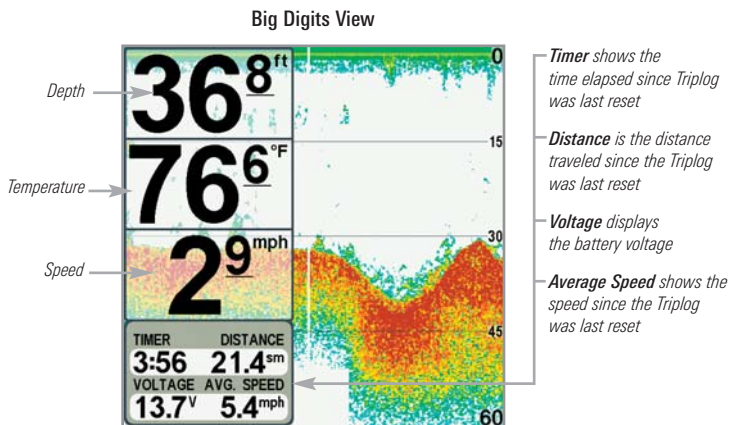 Big Digits View
Depth
36 8 ft
Temperature
76 6 °F
Speed
2 9 mph
TIMER DISTANCE
3:56 21.4 sm
VOLTAGE AVG. SPEED
13.7 V 5.4 mph
0
15
30
45
60
Timer shows the
time elapsed since Triplog
was last reset
Distance is the distance
traveled since the Triplog
was last reset
Voltage displays
the battery voltage
Average Speed shows the
speed since the Triplog
was last reset